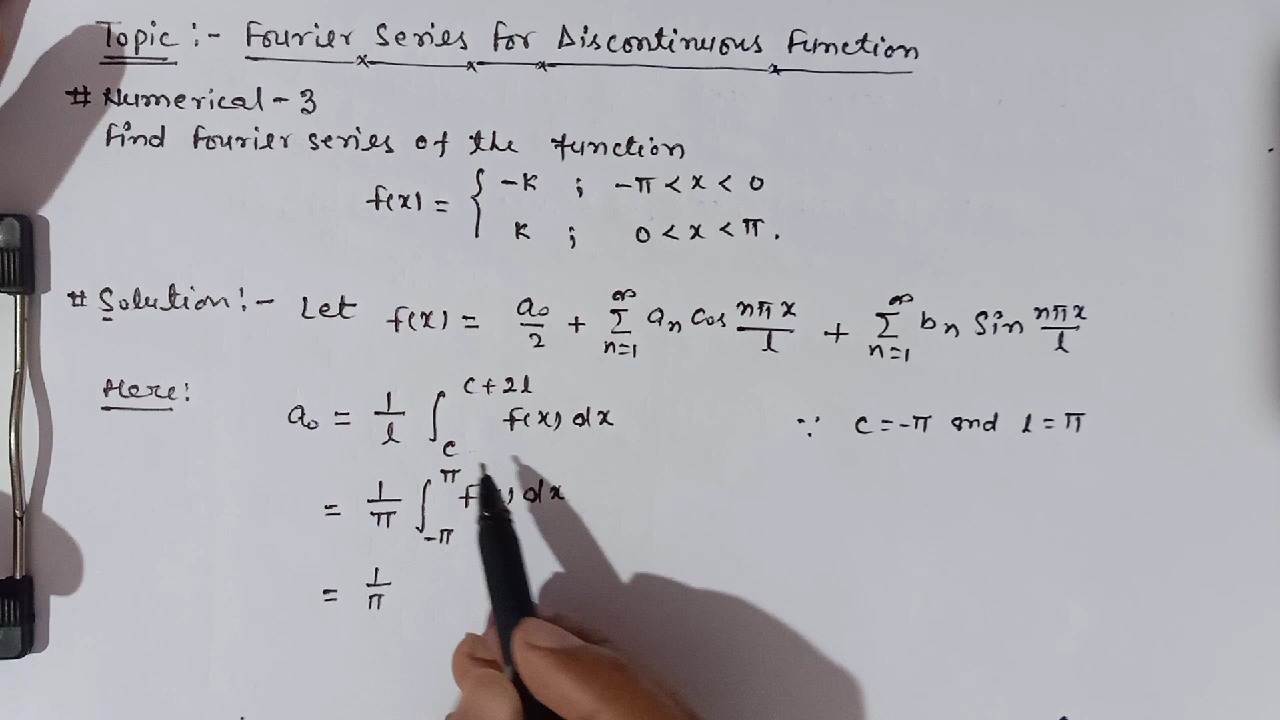 Topic :- Fourier Series for Discontinuous Function
# Numerical - 3
Find Fourier series of the function
f(x) = { -K ; -π < x < 0
K ; 0 < x < π.
# Solution :- Let f(x) = a₀/2 + Σ_{n=1}^{∞} aₙ cos nπx/l + Σ_{n=1}^{∞} bₙ sin nπx/l
Here: a₀ = 1/l ∫_{c}^{c+2l} f(x) dx ∵ c = -π and l = π
= 1/π ∫_{-π}^{π} dx
= 1/π